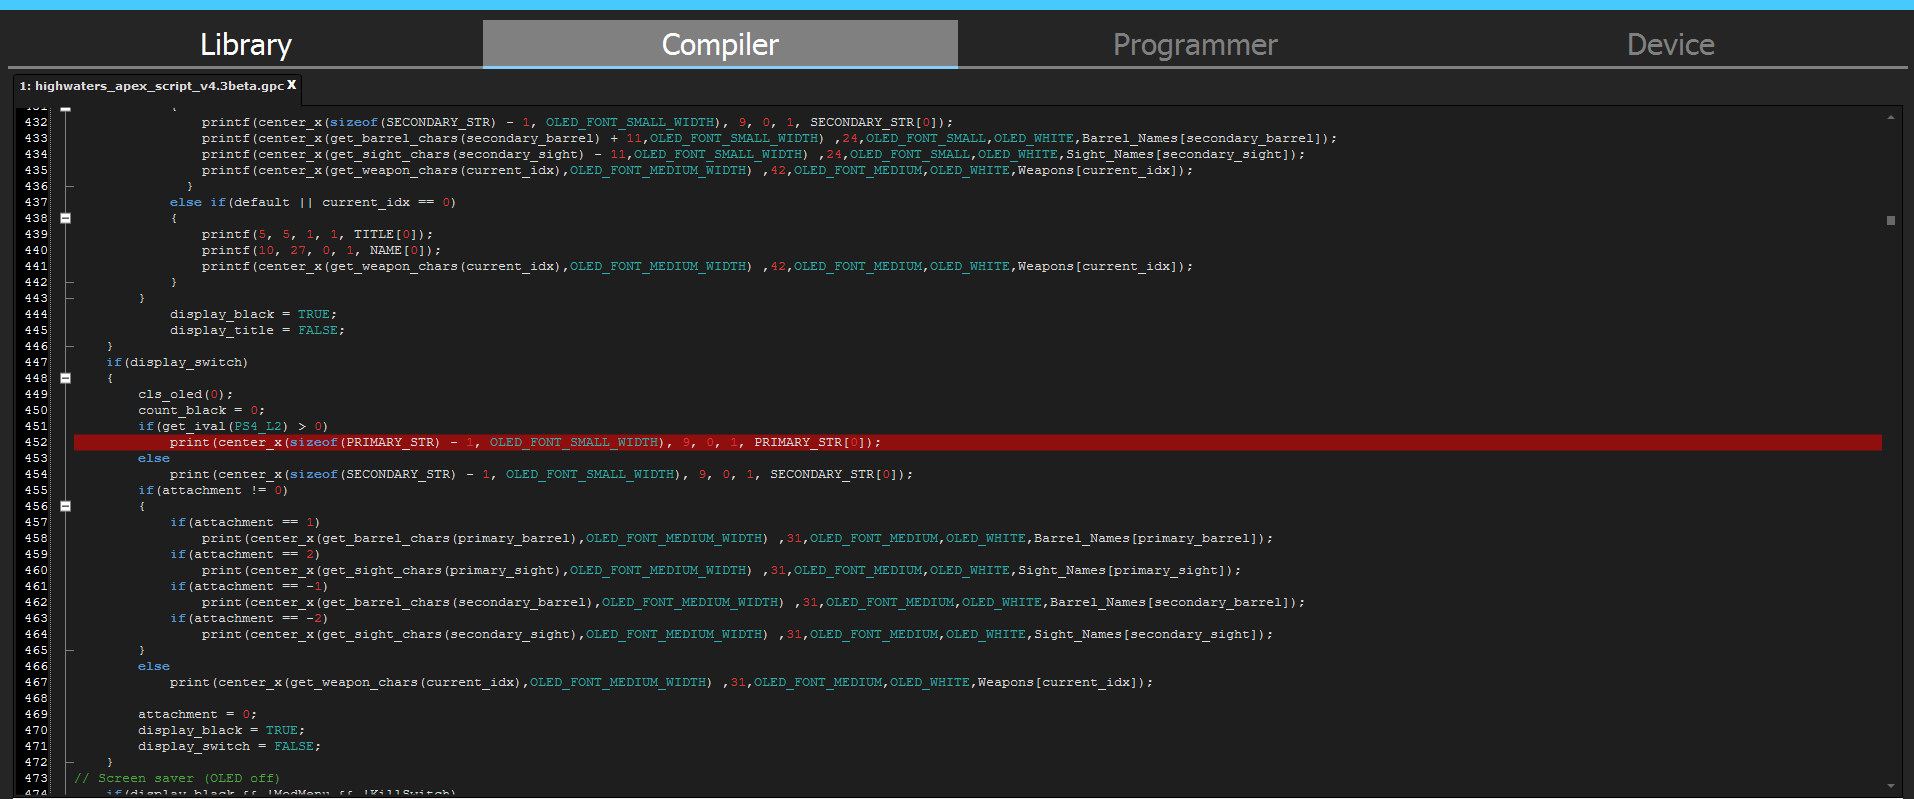 Library Compiler Programmer Device
1: highwaters_apex_script_v4.3beta.gpc X
431 {
432 printf(center_x(sizeof(SECONDARY_STR) - 1, OLED_FONT_SMALL_WIDTH), 9, 0, 1, SECONDARY_STR[0]);
433 printf(center_x(get_barrel_chars(secondary_barrel) + 11,OLED_FONT_SMALL_WIDTH) ,24,OLED_FONT_SMALL,OLED_WHITE,Barrel_Names[secondary_barrel]);
434 printf(center_x(get_sight_chars(secondary_sight) - 11,OLED_FONT_SMALL_WIDTH) ,24,OLED_FONT_SMALL,OLED_WHITE,Sight_Names[secondary_sight]);
435 printf(center_x(get_weapon_chars(current_idx),OLED_FONT_MEDIUM_WIDTH) ,42,OLED_FONT_MEDIUM,OLED_WHITE,Weapons[current_idx]);
436 }
437 else if(default || current_idx == 0)
438 {
439 printf(5, 5, 1, 1, TITLE[0]);
440 printf(10, 27, 0, 1, NAME[0]);
441 printf(center_x(get_weapon_chars(current_idx),OLED_FONT_MEDIUM_WIDTH) ,42,OLED_FONT_MEDIUM,OLED_WHITE,Weapons[current_idx]);
442 }
443 }
444 display_black = TRUE;
445 display_title = FALSE;
446 }
447 if(display_switch)
448 {
449 cls_oled(0);
450 count_black = 0;
451 if(get_ival(PS4_L2) > 0)
452 print(center_x(sizeof(PRIMARY_STR) - 1, OLED_FONT_SMALL_WIDTH), 9, 0, 1, PRIMARY_STR[0]);
453 else
454 print(center_x(sizeof(SECONDARY_STR) - 1, OLED_FONT_SMALL_WIDTH), 9, 0, 1, SECONDARY_STR[0]);
455 if(attachment != 0)
456 {
457 if(attachment == 1)
458 print(center_x(get_barrel_chars(primary_barrel),OLED_FONT_MEDIUM_WIDTH) ,31,OLED_FONT_MEDIUM,OLED_WHITE,Barrel_Names[primary_barrel]);
459 if(attachment == 2)
460 print(center_x(get_sight_chars(primary_sight),OLED_FONT_MEDIUM_WIDTH) ,31,OLED_FONT_MEDIUM,OLED_WHITE,Sight_Names[primary_sight]);
461 if(attachment == -1)
462 print(center_x(get_barrel_chars(secondary_barrel),OLED_FONT_MEDIUM_WIDTH) ,31,OLED_FONT_MEDIUM,OLED_WHITE,Barrel_Names[secondary_barrel]);
463 if(attachment == -2)
464 print(center_x(get_sight_chars(secondary_sight),OLED_FONT_MEDIUM_WIDTH) ,31,OLED_FONT_MEDIUM,OLED_WHITE,Sight_Names[secondary_sight]);
465 }
466 else
467 print(center_x(get_weapon_chars(current_idx),OLED_FONT_MEDIUM_WIDTH) ,31,OLED_FONT_MEDIUM,OLED_WHITE,Weapons[current_idx]);
468
469 attachment = 0;
470 display_black = TRUE;
471 display_switch = FALSE;
472 }
473 // Screen saver (OLED off)
474 if(display_black && !ModMenu && !KillSwitch)